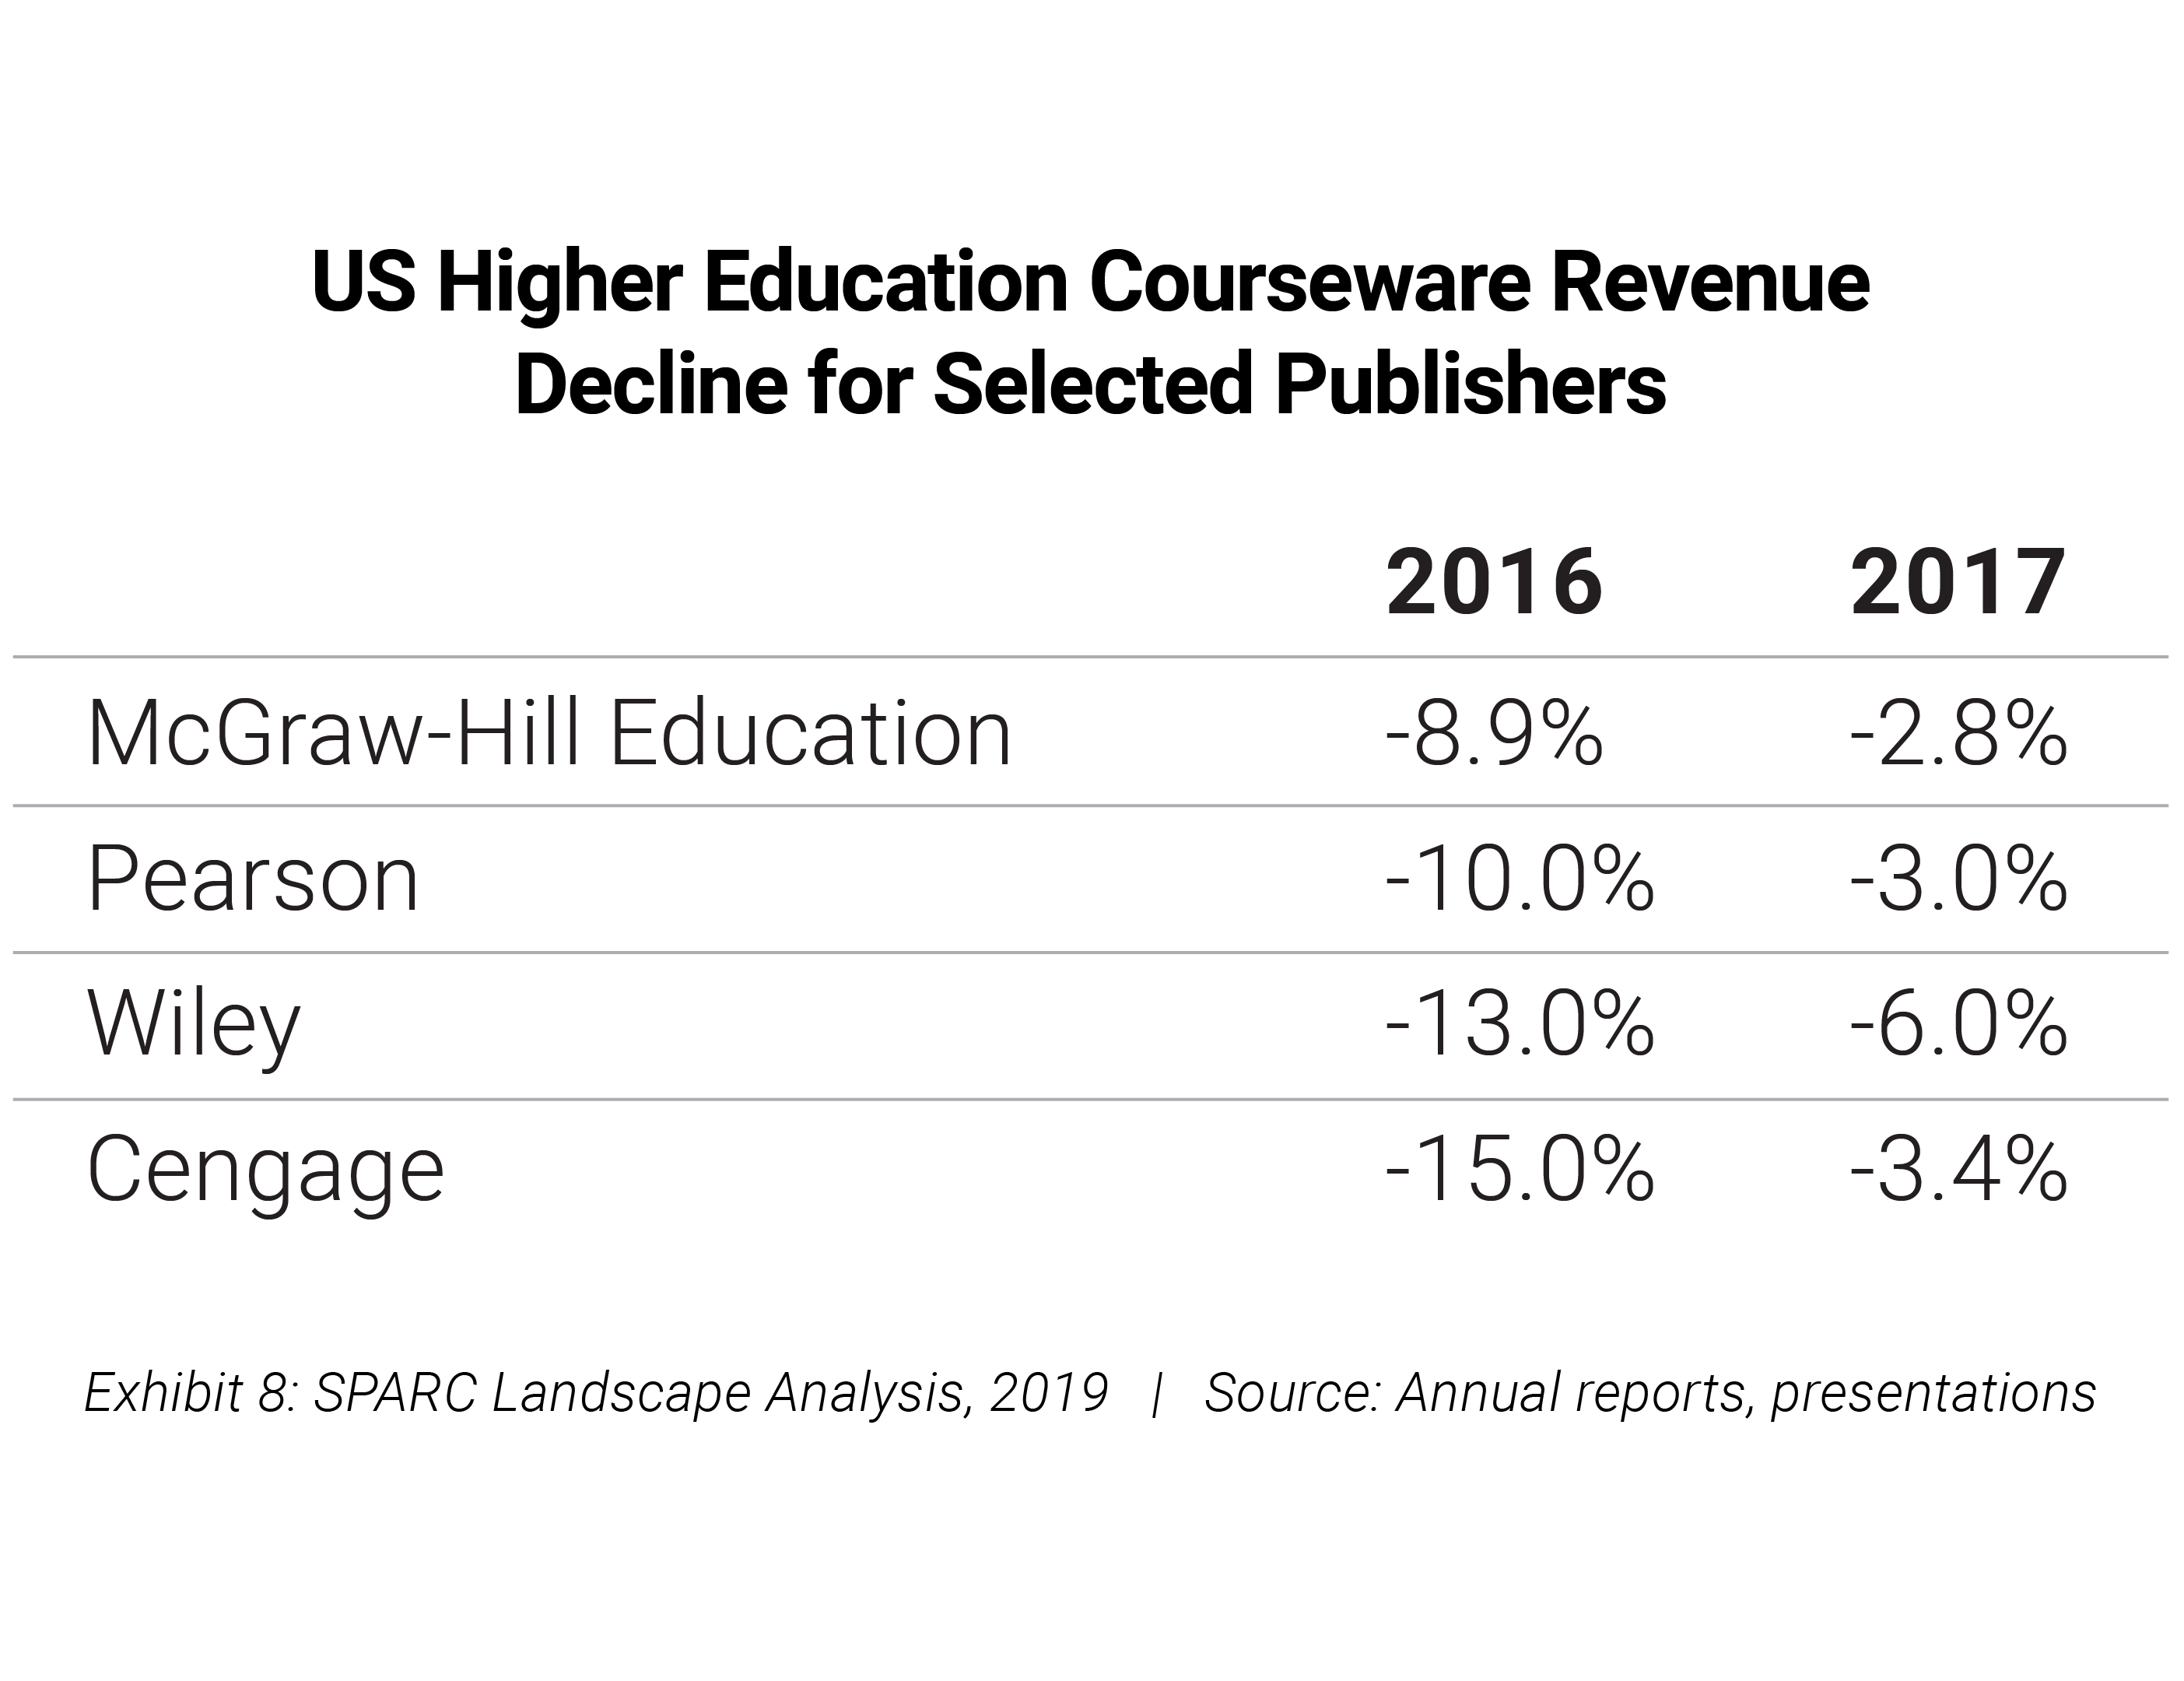 US Higher Education Courseware Revenue
Decline for Selected Publishers
2016 2017
McGraw-Hill Education -8.9% -2.8%
Pearson -10.0% -3.0%
Wiley -13.0% -6.0%
Cengage -15.0% -3.4%
Exhibit 8: SPARC Landscape Analysis, 2019 | Source: Annual reports, presentations